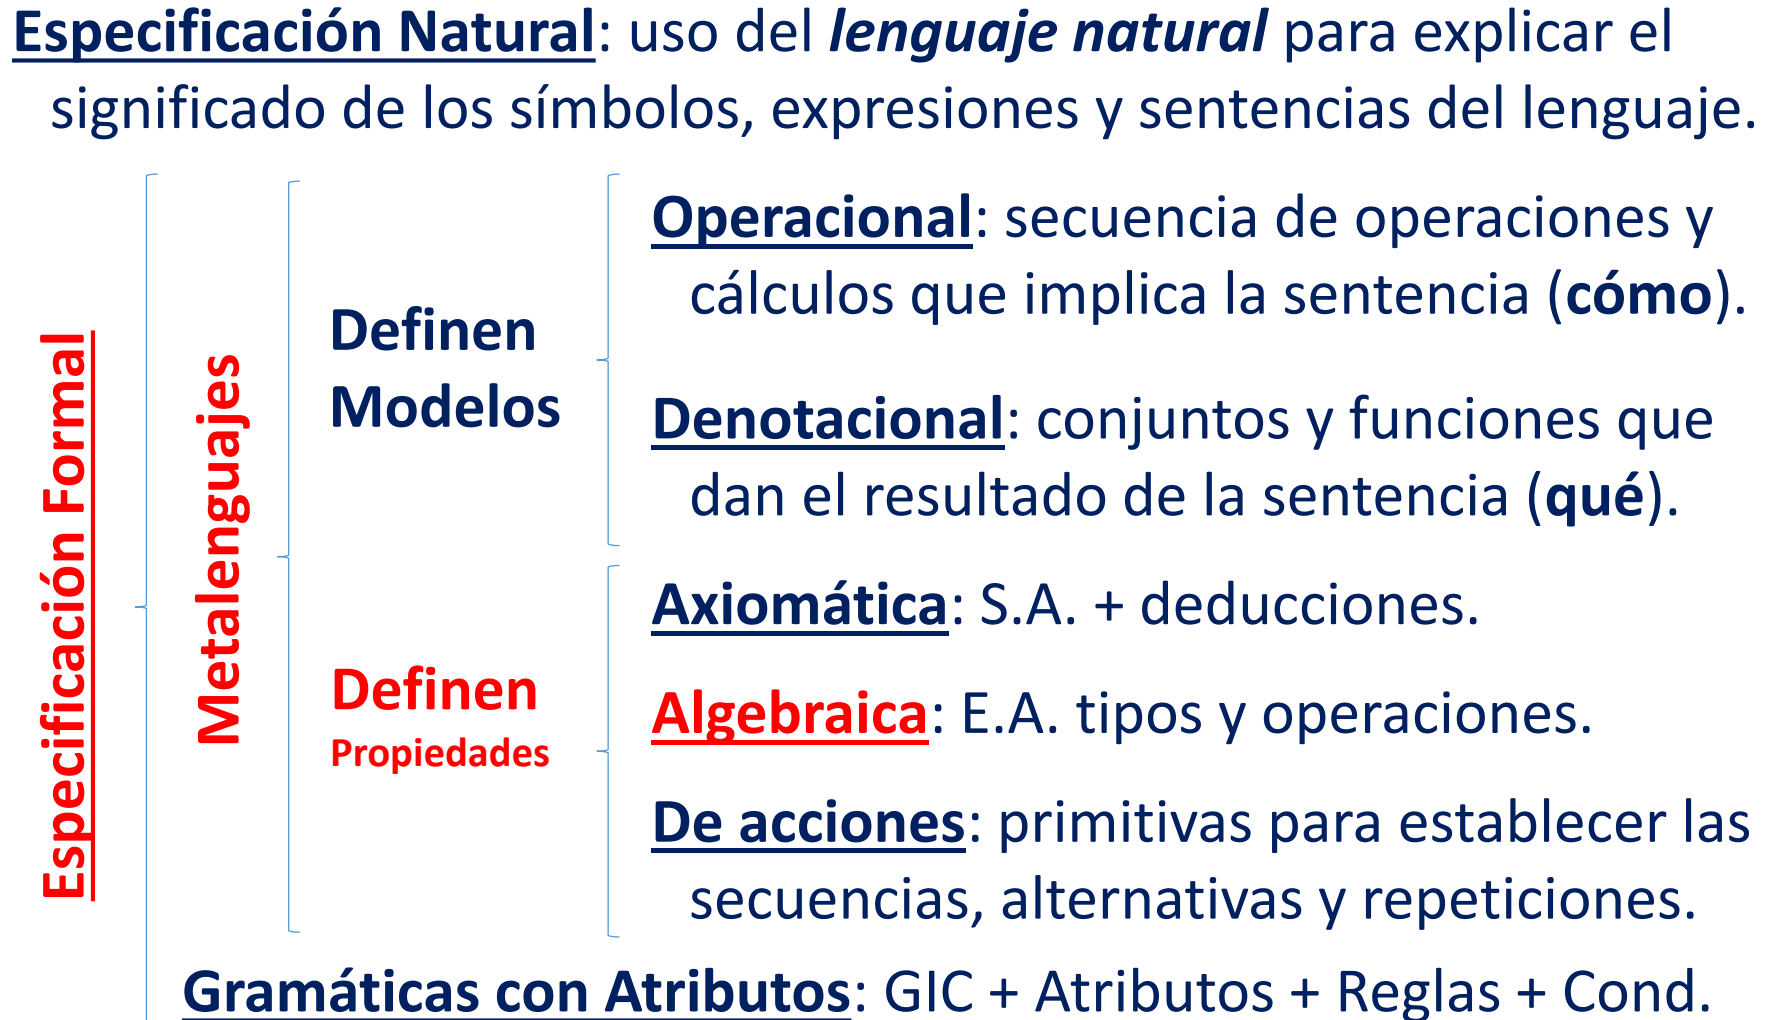 Especificación Natural: uso del lenguaje natural para explicar el
significado de los símbolos, expresiones y sentencias del lenguaje.
Especificación Formal
Metalenguajes
Definen
Modelos
Operacional: secuencia de operaciones y
cálculos que implica la sentencia (cómo).
Denotacional: conjuntos y funciones que
dan el resultado de la sentencia (qué).
Definen
Propiedades
Axiomática: S.A. + deducciones.
Algebraica: E.A. tipos y operaciones.
De acciones: primitivas para establecer las
secuencias, alternativas y repeticiones.
Gramáticas con Atributos: GIC + Atributos + Reglas + Cond.